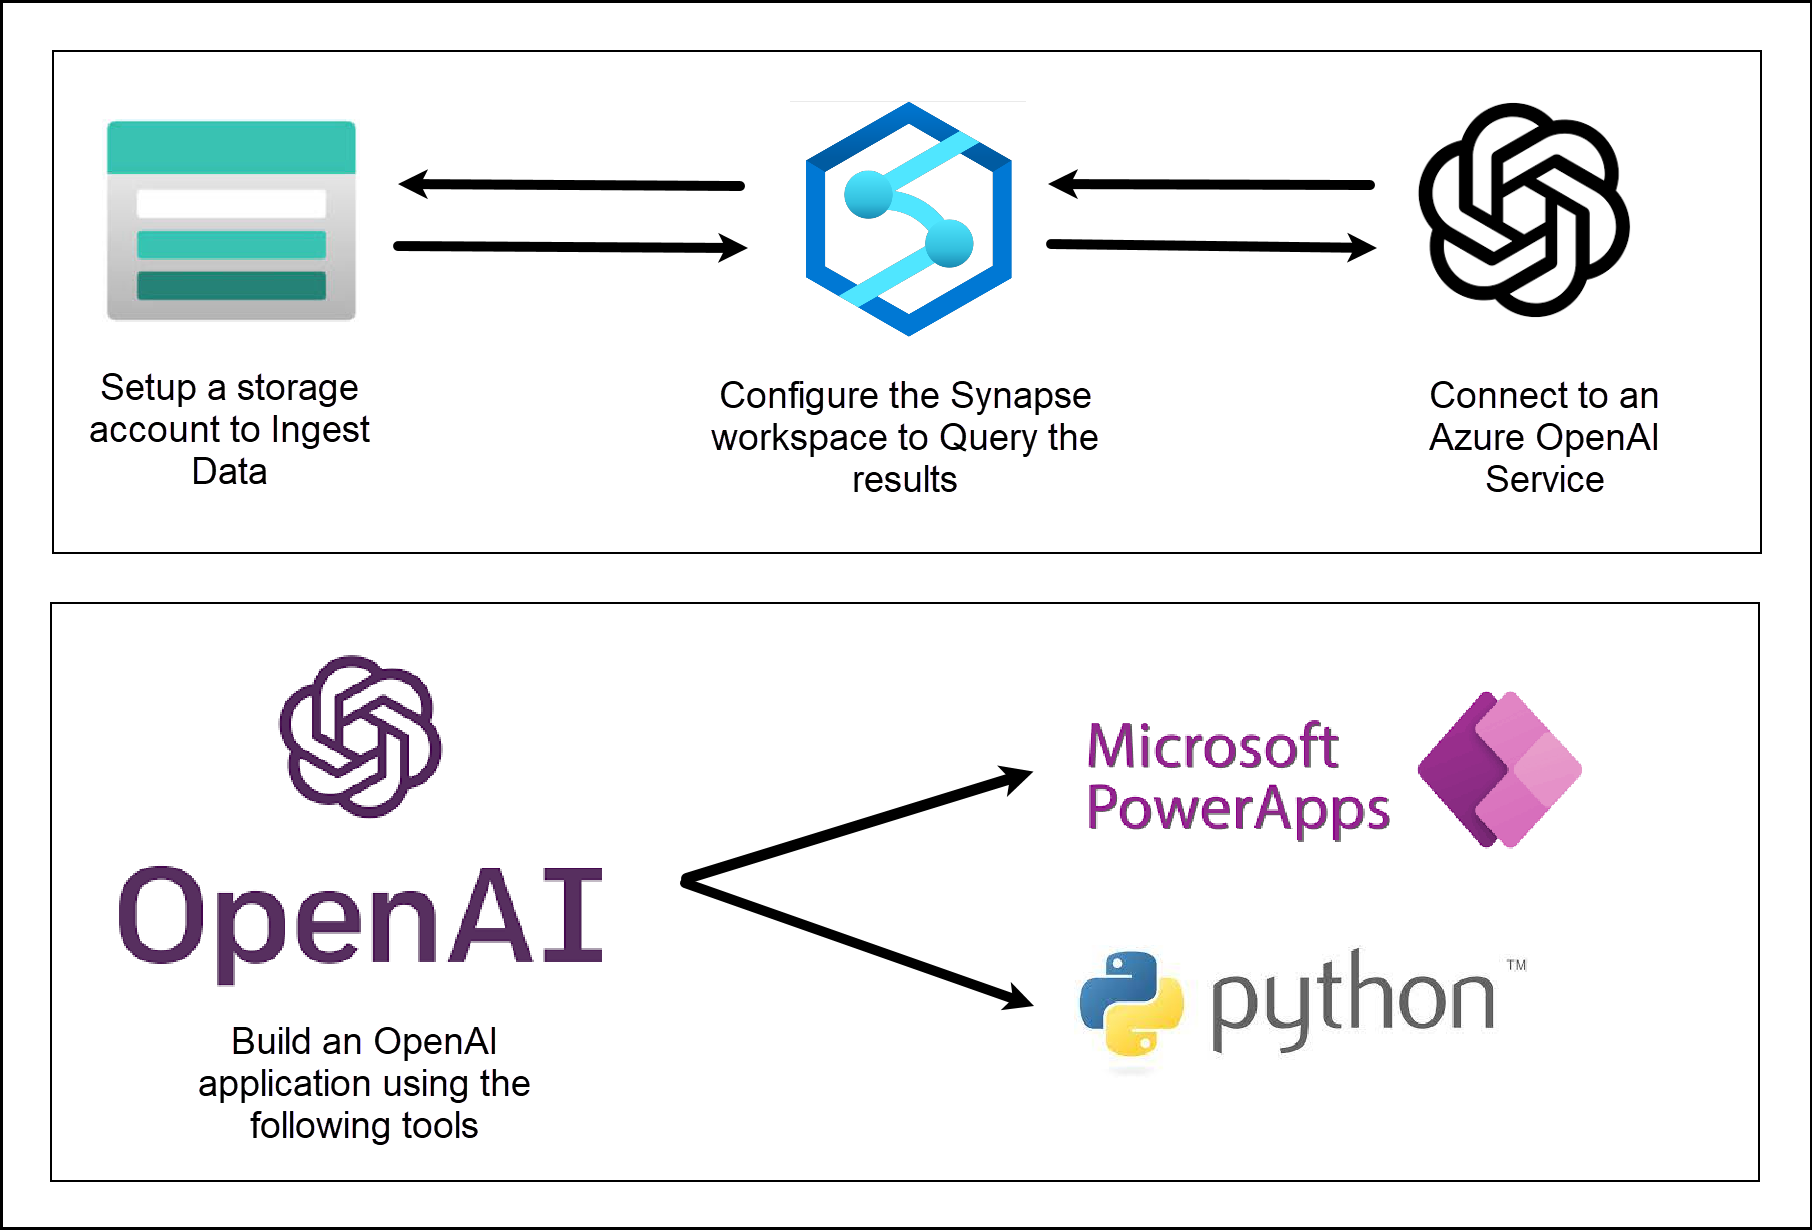 Setup a storage
account to Ingest
Data
Configure the Synapse
workspace to Query the
results
Connect to an
Azure OpenAI
Service
OpenAI
Build an OpenAI
application using the
following tools
Microsoft
PowerApps
python™